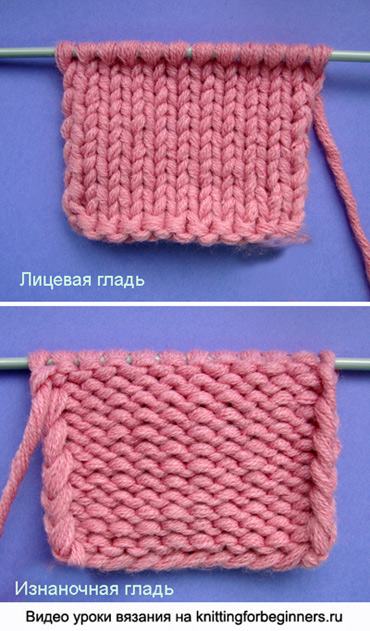 Лицевая гладь
Изнаночная гладь
Видео уроки вязания на knittingforbeginners.ru